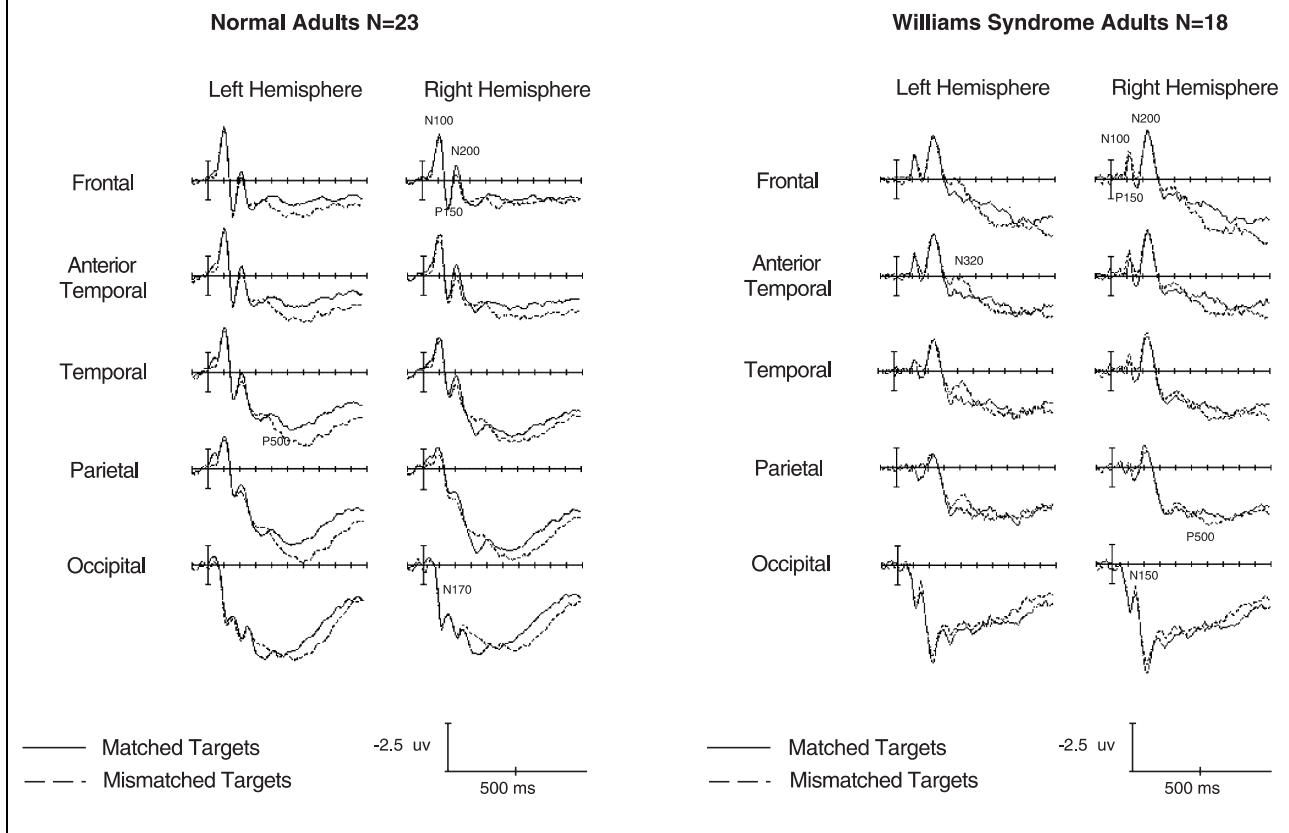 Normal Adults N=23
Left Hemisphere Right Hemisphere
N100
N200
Frontal
P150
Anterior
Temporal
Temporal
P500
Parietal
Occipital
N170
Matched Targets
Mismatched Targets
-2.5 uv
500 ms
Williams Syndrome Adults N=18
Left Hemisphere Right Hemisphere
N200
N100
Frontal
P150
Anterior
Temporal
N320
Temporal
Parietal
P500
Occipital
N150
Matched Targets
Mismatched Targets
-2.5 uv
500 ms